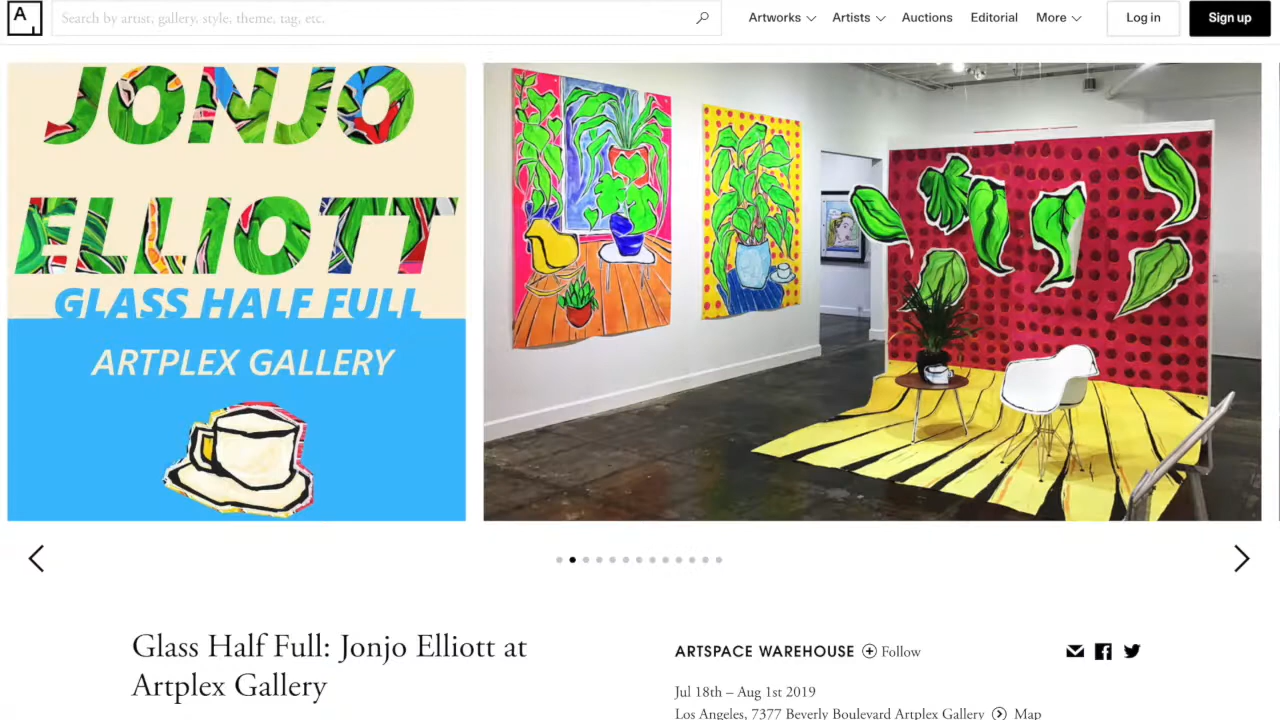 A
Search by artist, gallery, style, theme, tag, etc.
Artworks
Artists
Auctions
Editorial
More
Log in
Sign up
JONJO
ELLIOTT
GLASS HALF FULL
ARTPLEX GALLERY
Glass Half Full: Jonjo Elliott at
Artplex Gallery
ARTSPACE WAREHOUSE
Follow
Jul 18th – Aug 1st 2019
Los Angeles, 7377 Beverly Boulevard Artplex Gallery
Map